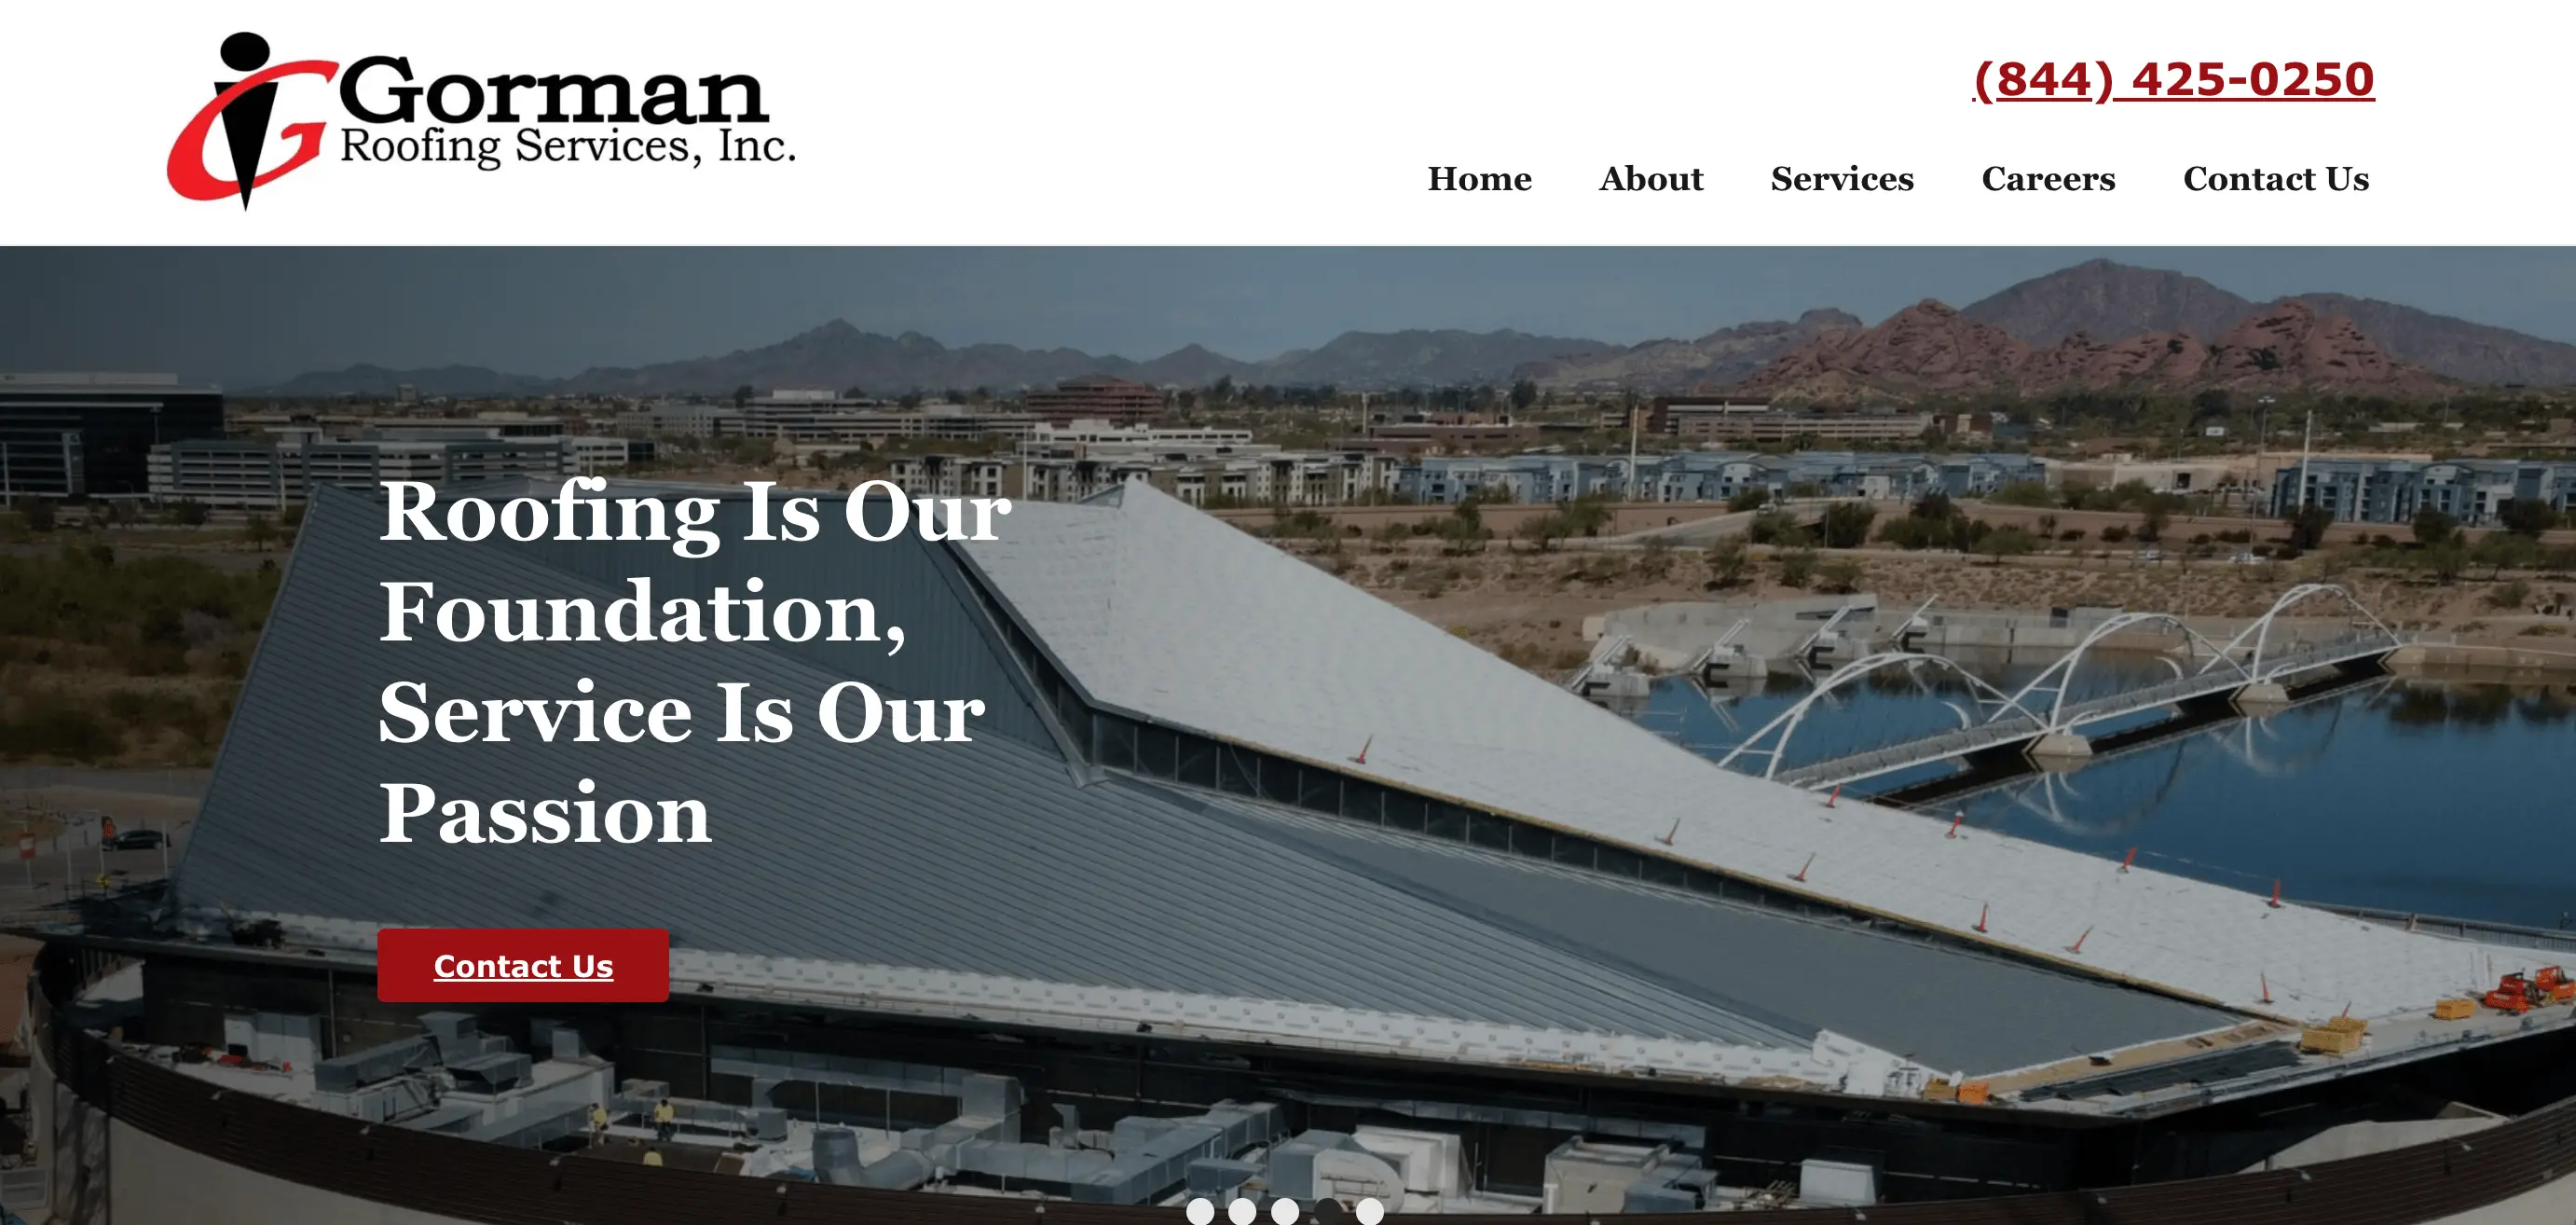 G Gorman
Roofing Services, Inc.
(844) 425-0250
Home About Services Careers Contact Us
Roofing Is Our
Foundation,
Service Is Our
Passion
Contact Us